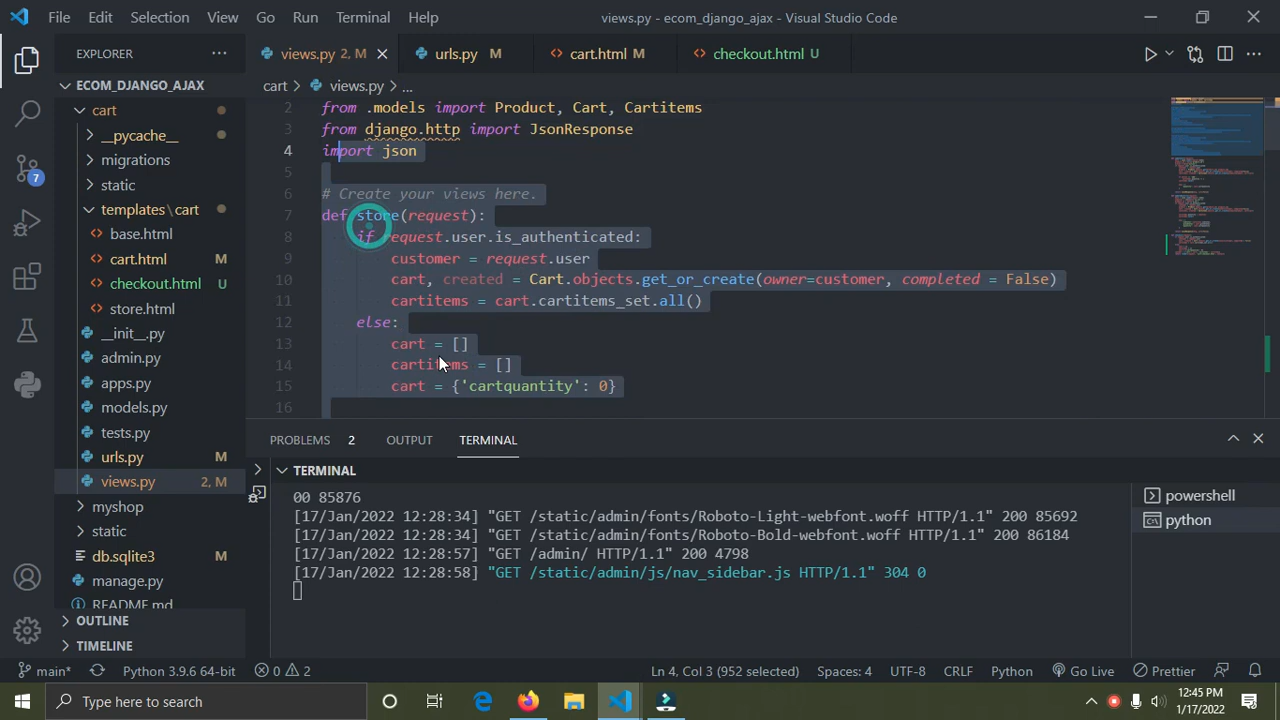 File Edit Selection View Go Run Terminal Help views.py - ecom_django_ajax - Visual Studio Code
EXPLORER ...
views.py 2, M
urls.py M
cart.html M
checkout.html U
cart > views.py > ...
ECOM_DJANGO_AJAX
cart
__pycache__
migrations
static
templates\cart
base.html
cart.html M
checkout.html U
store.html
__init__.py
admin.py
apps.py
models.py
tests.py
urls.py M
views.py 2, M
myshop
static
db.sqlite3 M
manage.py
README.md
OUTLINE
TIMELINE
7
2 from .models import Product, Cart, Cartitems
3 from django.http import JsonResponse
4 import json
5
6 # Create your views here.
7 def store(request):
8 if request.user.is_authenticated:
9 customer = request.user
10 cart, created = Cart.objects.get_or_create(owner=customer, completed = False)
11 cartitems = cart.cartitems_set.all()
12 else:
13 cart = []
14 cartitems = []
15 cart = {'cartquantity': 0}
16
PROBLEMS 2 OUTPUT TERMINAL
TERMINAL
00 85876
[17/Jan/2022 12:28:34] "GET /static/admin/fonts/Roboto-Light-webfont.woff HTTP/1.1" 200 85692
[17/Jan/2022 12:28:34] "GET /static/admin/fonts/Roboto-Bold-webfont.woff HTTP/1.1" 200 86184
[17/Jan/2022 12:28:57] "GET /admin/ HTTP/1.1" 200 4798
[17/Jan/2022 12:28:58] "GET /static/admin/js/nav_sidebar.js HTTP/1.1" 304 0
powershell
python
main* Python 3.9.6 64-bit 0 2 Ln 4, Col 3 (952 selected) Spaces: 4 UTF-8 CRLF Python Go Live Prettier
Type here to search
12:45 PM
1/17/2022